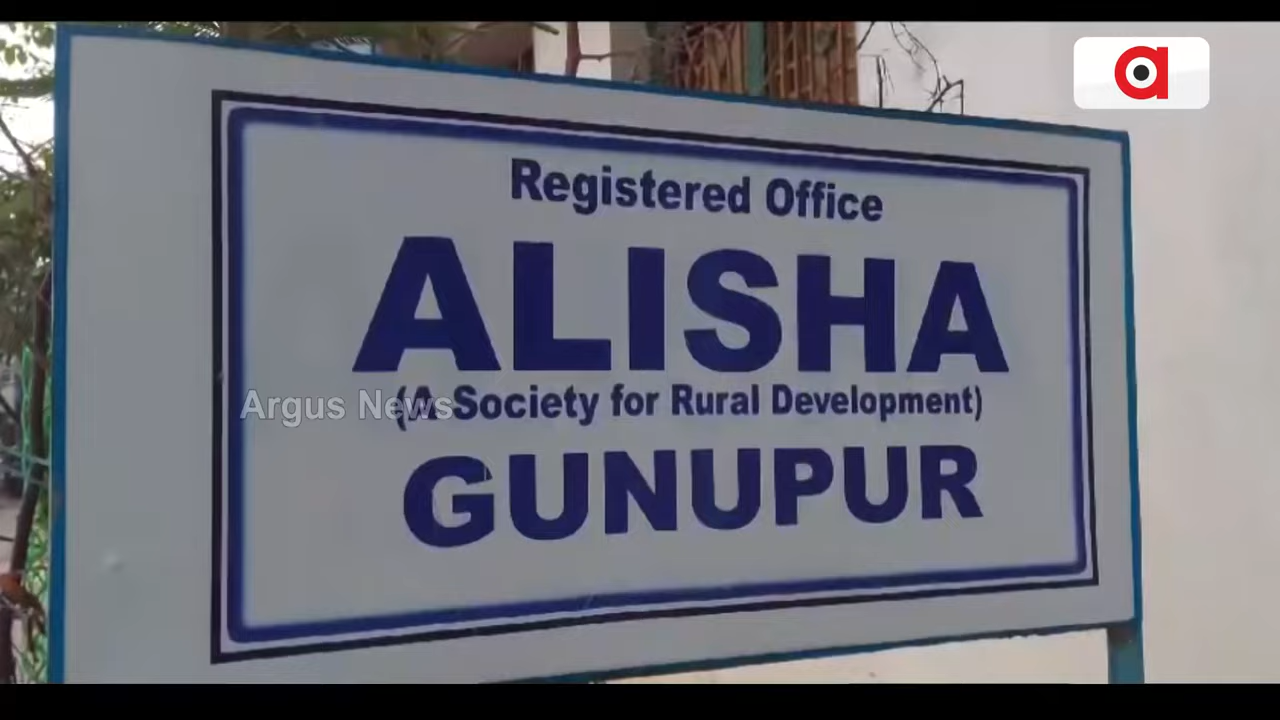 a
Registered Office
ALISHA
(A Society for Rural Development)
Argus News
GUNUPUR